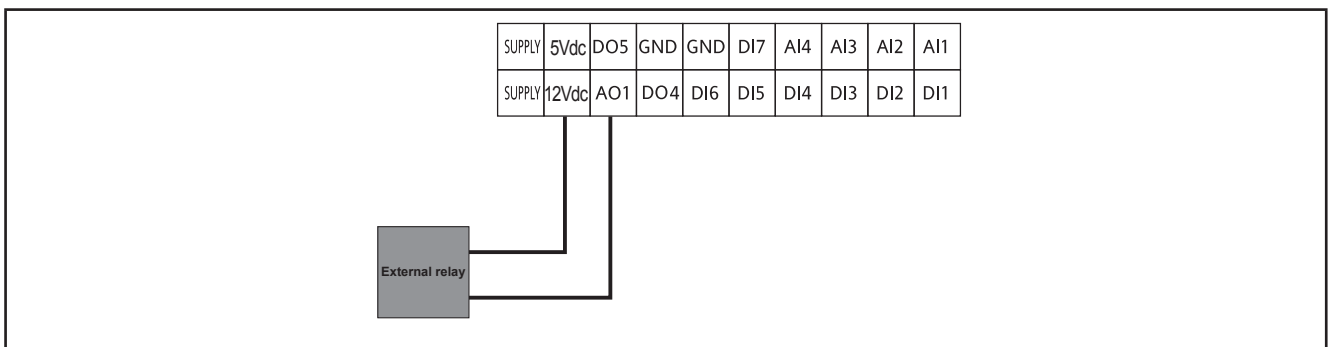 SUPPLY 5Vdc DO5 GND GND DI7 AI4 AI3 AI2 AI1
SUPPLY 12Vdc AO1 DO4 DI6 DI5 DI4 DI3 DI2 DI1
External relay